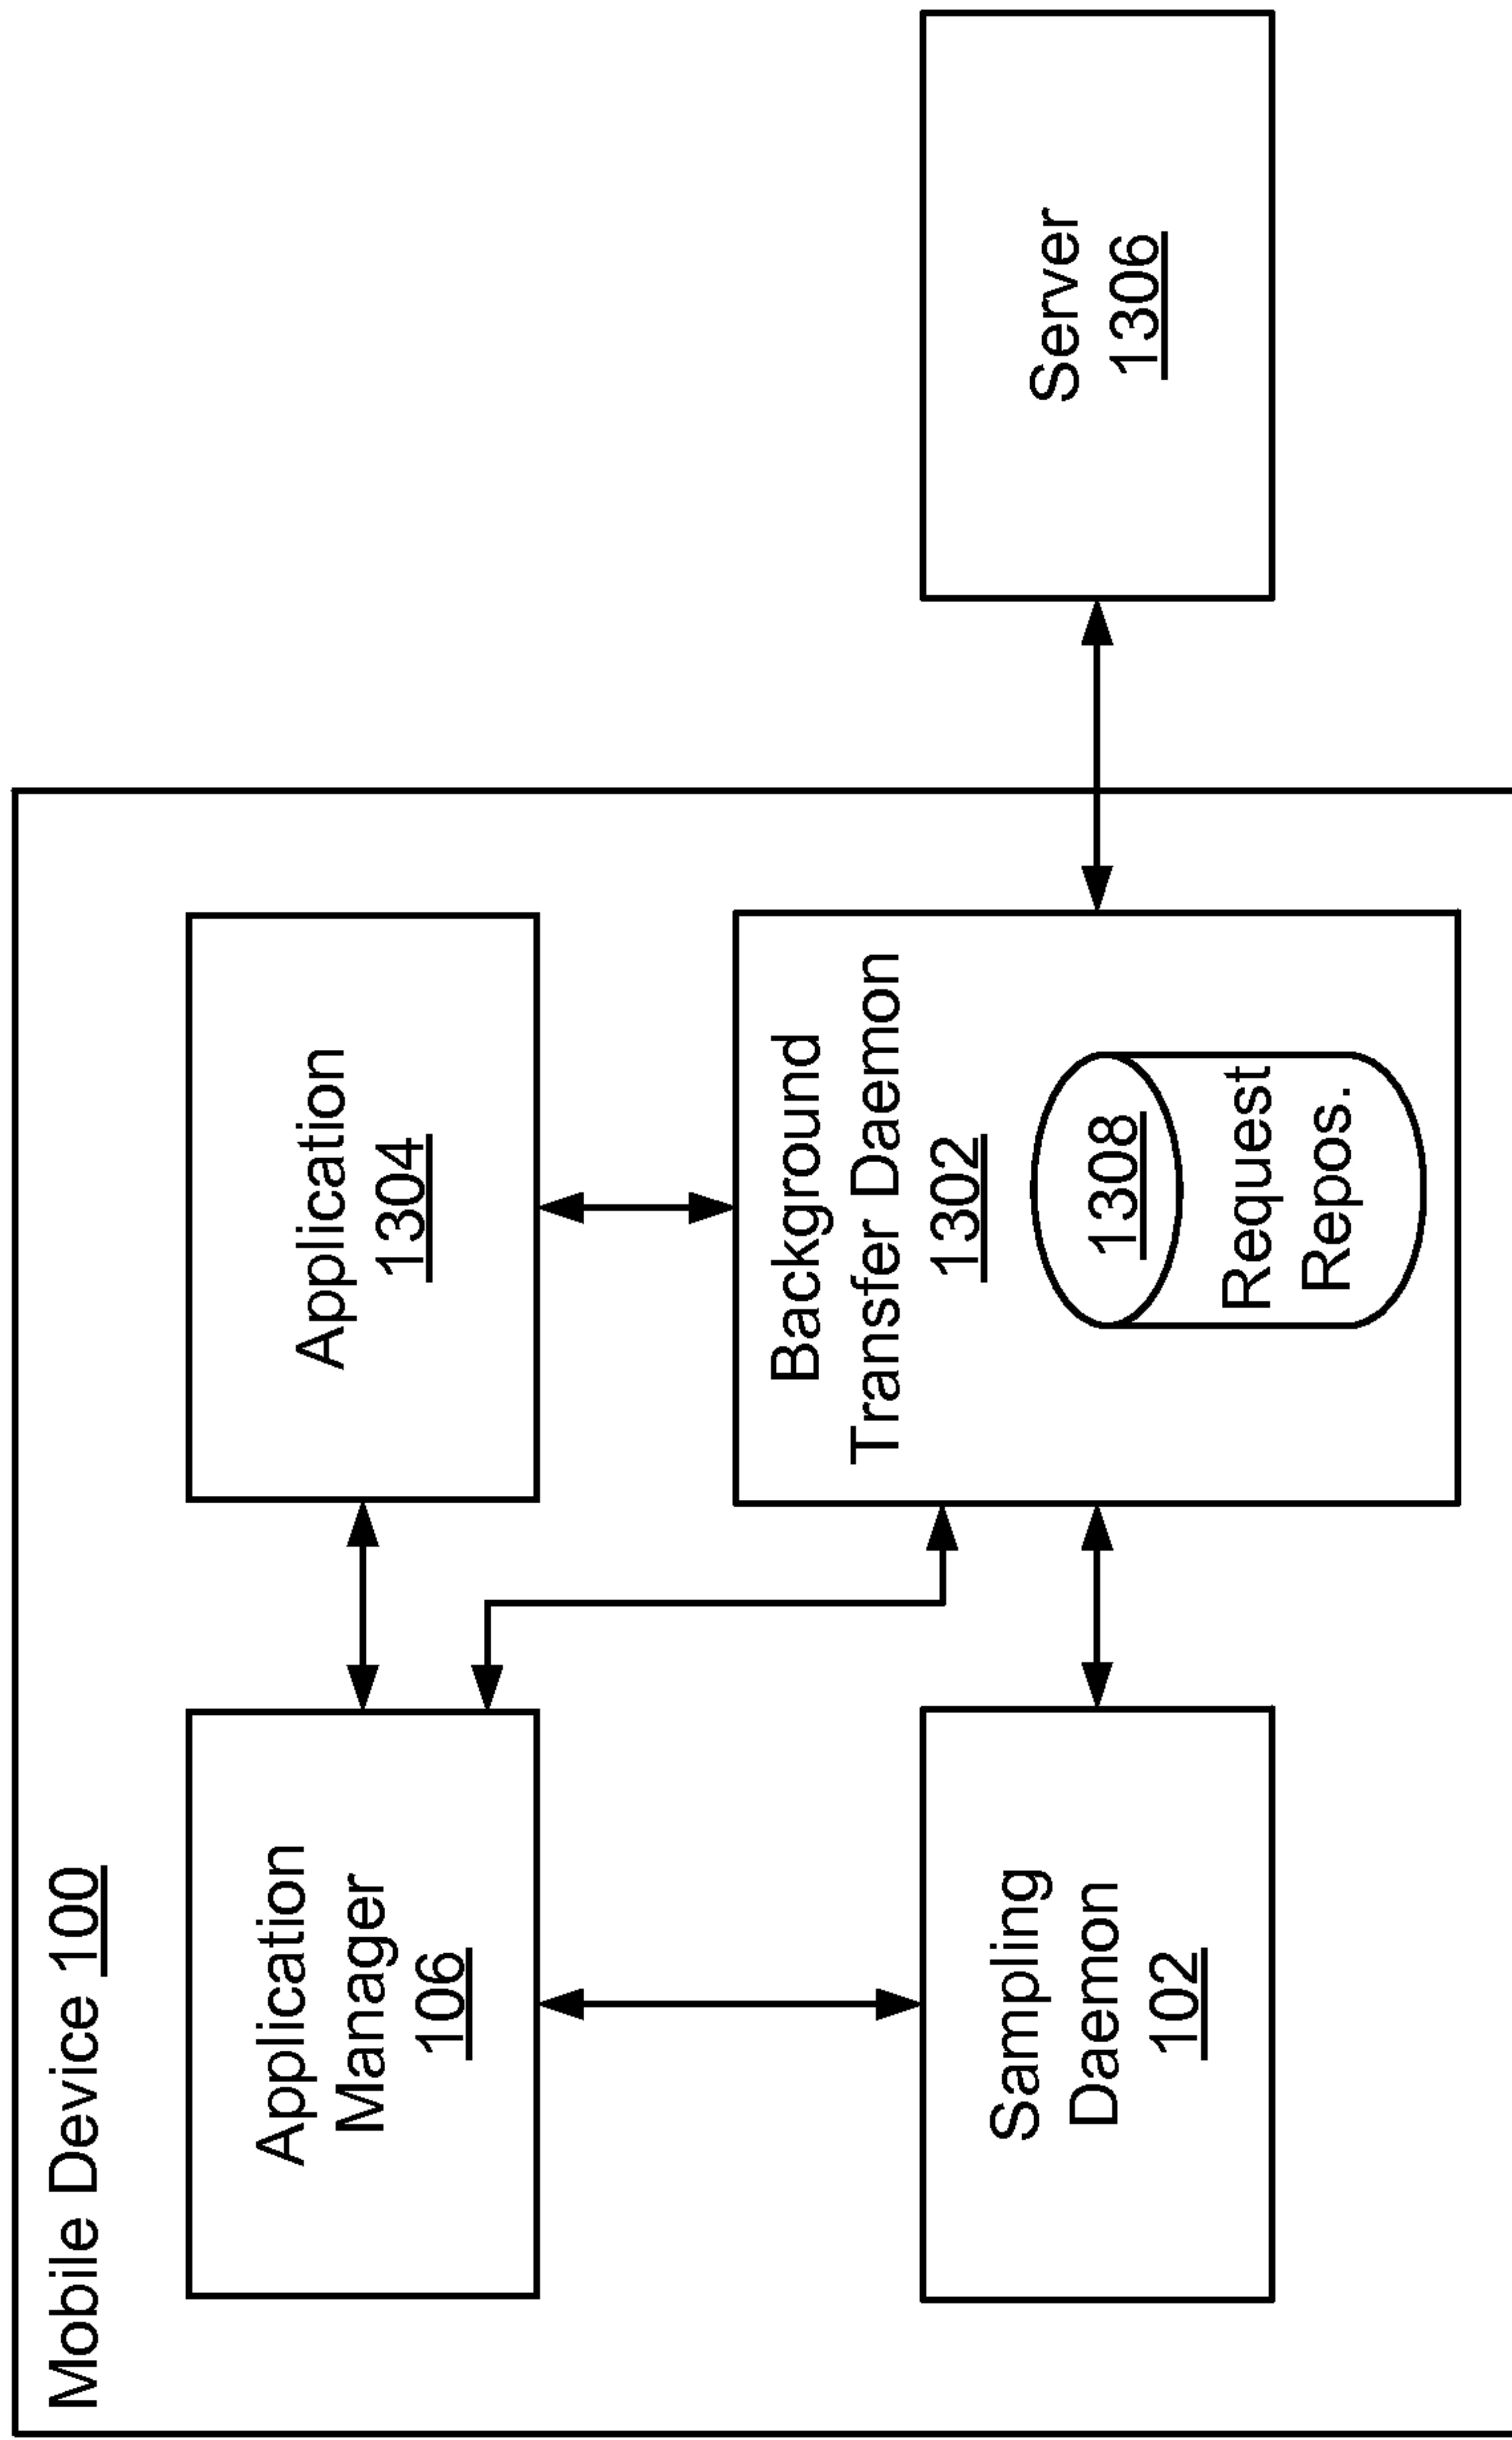 Mobile Device 100
Application
Manager
106
Application
1304
Sampling
Daemon
102
Background
Transfer Daemon
1302
1308
Request
Repos.
Server
1306